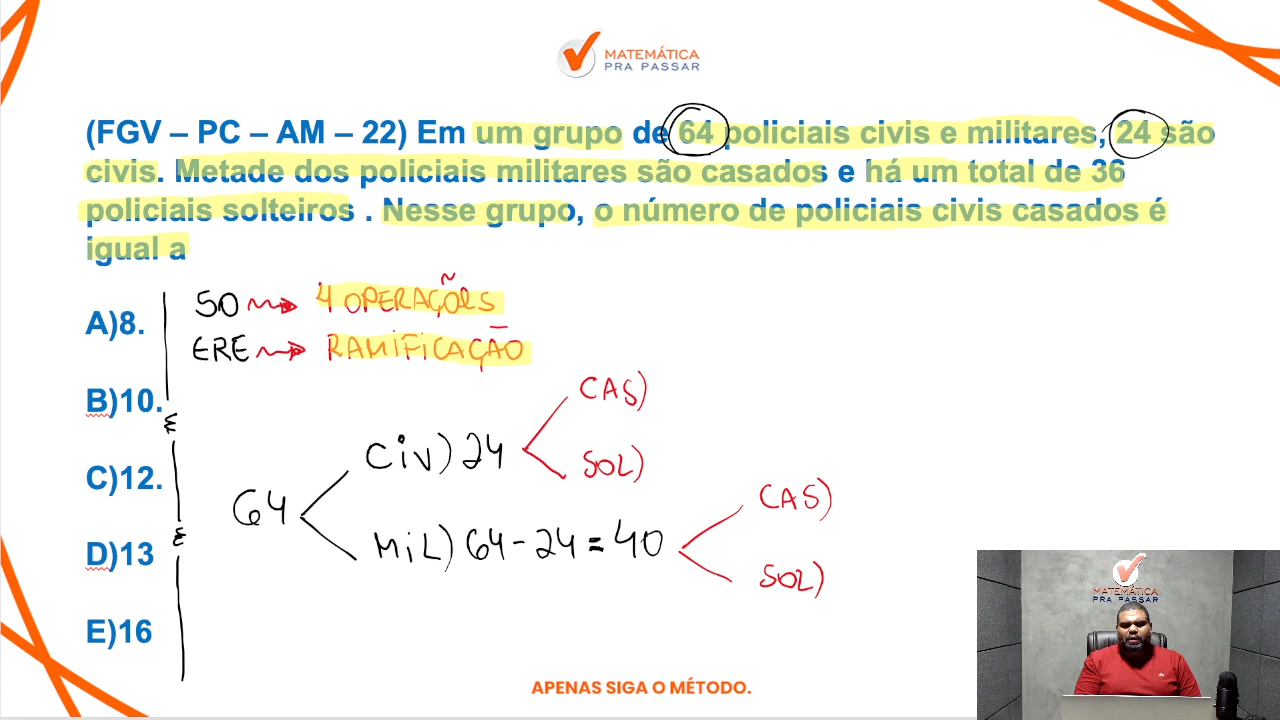 MATEMÁTICA
PRA PASSAR
(FGV – PC – AM – 22) Em um grupo de 64 policiais civis e militares, 24 são
civis. Metade dos policiais militares são casados e há um total de 36
policiais solteiros . Nesse grupo, o número de policiais civis casados é
igual a
SO 4 OPERAÇÕES
A)8.
ERE RAMIFICAÇÃO
CAS)
B)10.
CIV) 24
SOL)
C)12.
CAS)
64
MIL) 64-24=40
D)13
SOL)
MATEMÁTICA
PRA PASSAR
E)16
APENAS SIGA O MÉTODO.